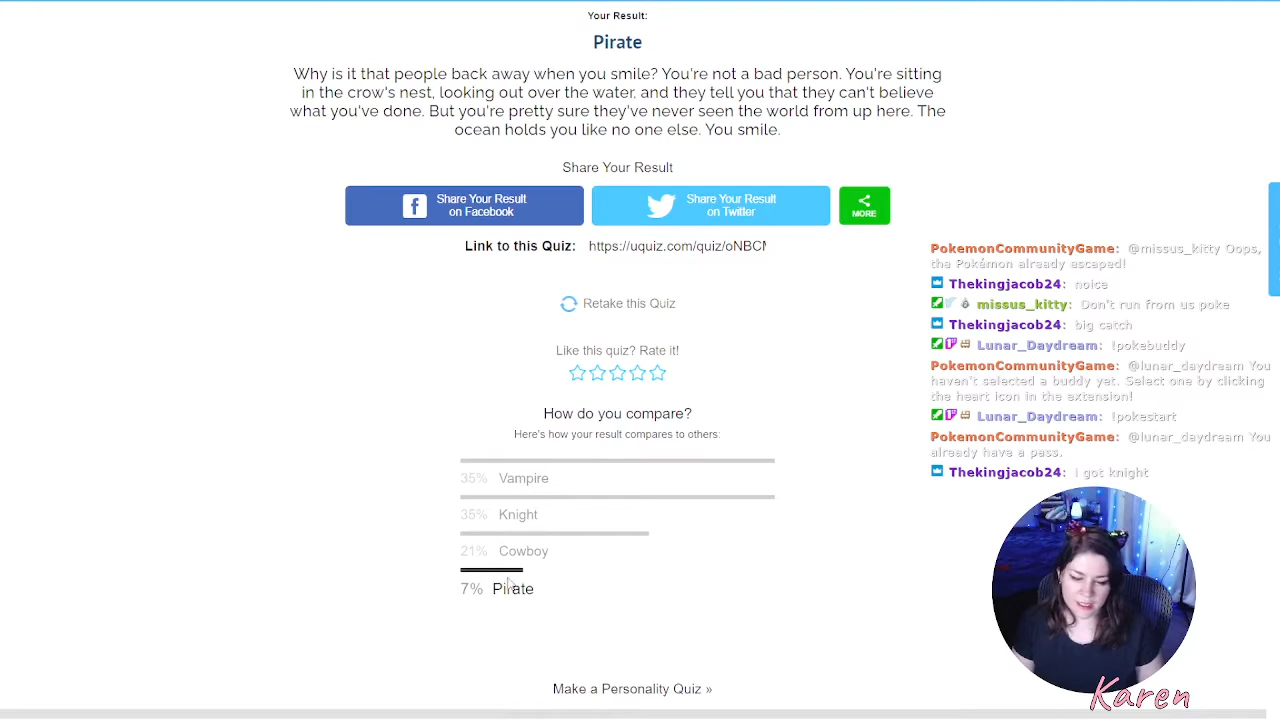 Your Result:
Pirate
Why is it that people back away when you smile? You're not a bad person. You're sitting
in the crow's nest, looking out over the water, and they tell you that they can't believe
what you've done. But you're pretty sure they've never seen the world from up here. The
ocean holds you like no one else. You smile.
Share Your Result
Share Your Result
on Facebook
Share Your Result
on Twitter
MORE
Link to this Quiz: https://uquiz.com/quiz/oNBCM
Retake this Quiz
Like this quiz? Rate it!
How do you compare?
Here's how your result compares to others:
35% Vampire
35% Knight
21% Cowboy
7% Pirate
Make a Personality Quiz »
PokemonCommunityGame: @missus_kitty Oops,
the Pokémon already escaped!
Thekingjacob24: noice
missus_kitty: Don't run from us poke
Thekingjacob24: big catch
Lunar_Daydream: !pokebuddy
PokemonCommunityGame: @lunar_daydream You
haven't selected a buddy yet. Select one by clicking
the heart icon in the extension!
Lunar_Daydream: !pokestart
PokemonCommunityGame: @lunar_daydream You
already have a pass.
Thekingjacob24: I got knight
Karen